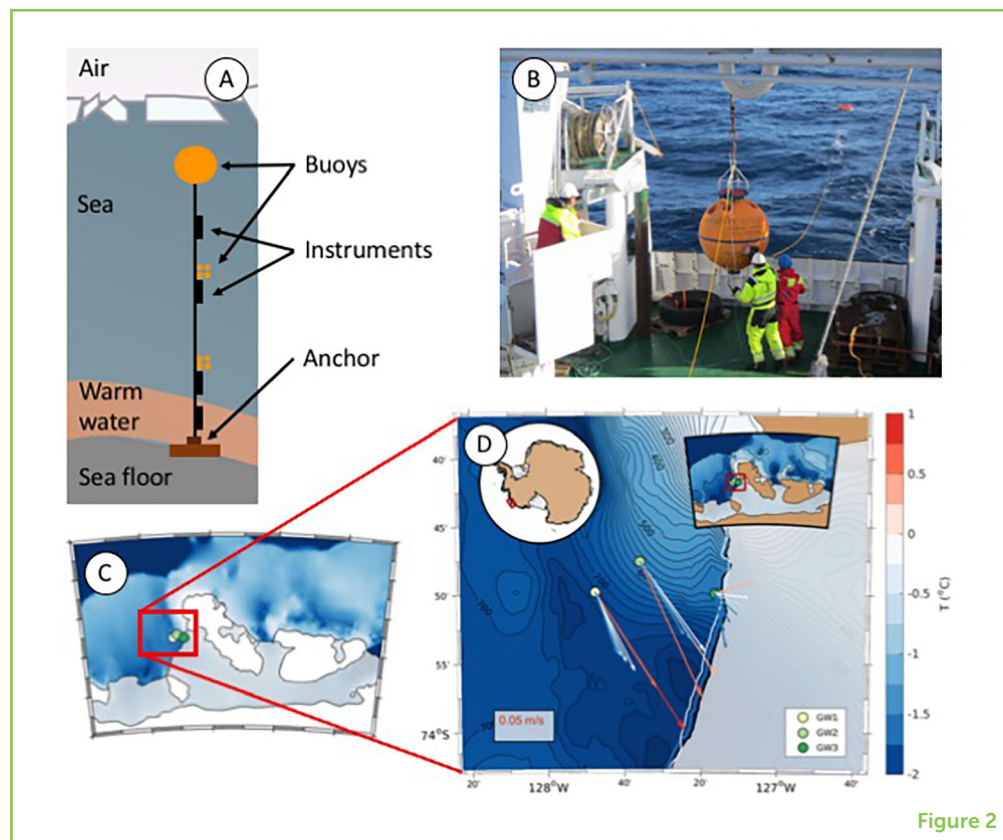 Air
A
Buoys
Sea
Instruments
Anchor
Warm
water
Sea floor
B
C
D
300
400
500
700
700
40'
45'
50'
55'
74°S
20'
128°W
40'
20'
127°W
40'
0.05 m/s
GW1
GW2
GW3
1
0.5
0
-0.5
-1
-1.5
-2
T (°C)
Figure 2